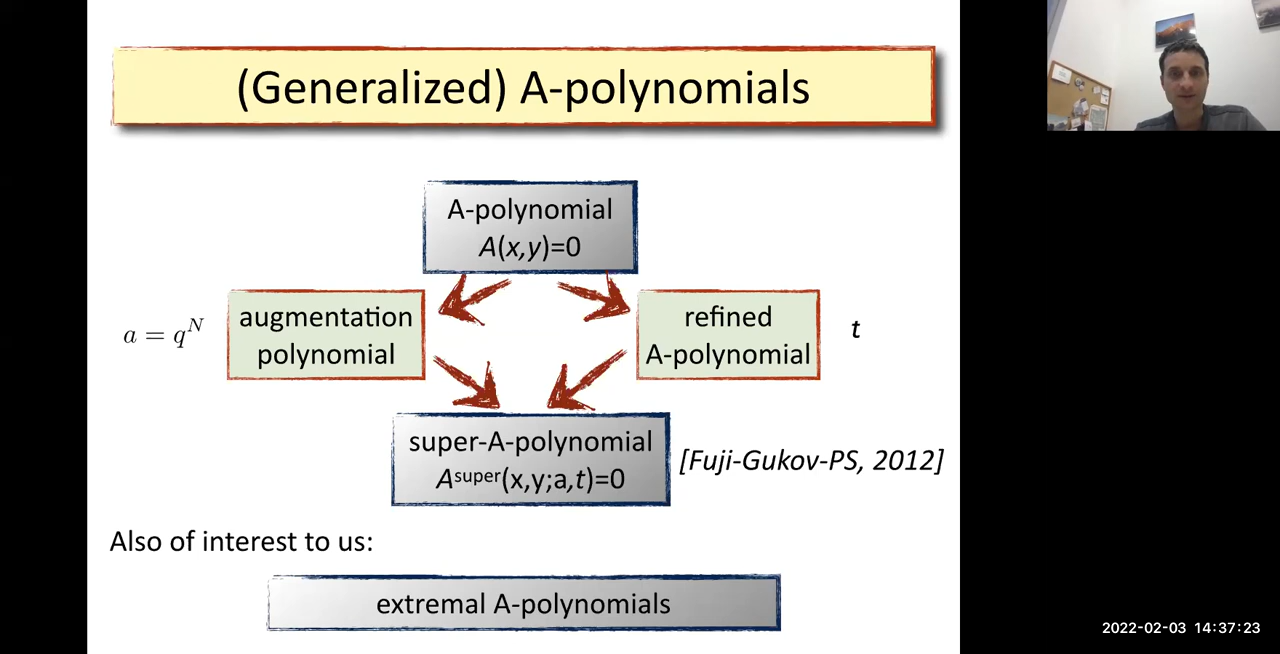 (Generalized) A-polynomials
A-polynomial
A(x,y)=0
a = q^N
augmentation
polynomial
refined
A-polynomial
t
super-A-polynomial
A^super(x,y;a,t)=0
[Fuji-Gukov-PS, 2012]
Also of interest to us:
extremal A-polynomials
2022-02-03 14:37:23